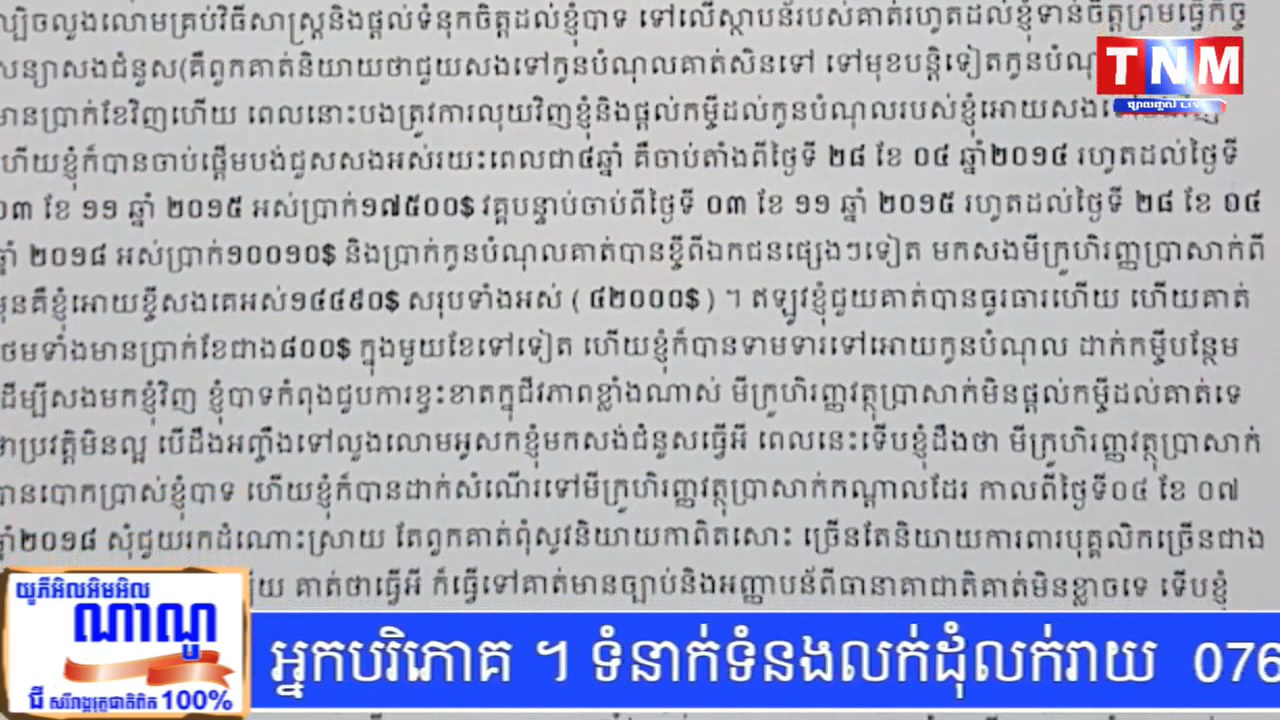 ល្បិចលួងលោមគ្រប់វិធីសាស្ត្រនិងផ្តល់ទំនុកចិត្តដល់ខ្ញុំបាទ ទៅលើស្ថាប័នរបស់គាត់រហូតដល់ខ្ញុំទាន់ចិត្តព្រមធ្វើកិច្ច
សន្យាសងជំនួស(គឺពួកគាត់និយាយថាជួយសងទៅកូនបំណុលគាត់សិនទៅ ទៅមុខបន្តិទៀតកូនបំណុ
មានប្រាក់ខែវិញហើយ ពេលនោះបងត្រូវ វិញខ្ញុំនិងផ្តល់កម្ចីដល់កូនបំណុលរបស់ខ្ញុំអោយសង
ហើយខ្ញុំក៏បានចាប់ផ្តើមបង់ជួសសងអស់រយះពេលជា៤ឆ្នាំ គឺចាប់តាំងពីថ្ងៃទី ២៨ ខែ ០៤ ឆ្នាំ២០១៤ រហូតដល់ថ្ងៃទី
០៣ ខែ ១១ ឆ្នាំ ២០១៥ អស់ប្រាក់១៧៥០០$ វគ្គបន្ទាប់ចាប់ពីថ្ងៃទី ០៣ ខែ ១១ ឆ្នាំ ២០១៥ រហូតដល់ថ្ងៃទី ២៨ ខែ ០៤
ឆ្នាំ ២០១៨ អស់ប្រាក់១០០១០$ និងប្រាក់កូនបំណុលគាត់បានខ្ចីពីឯកជនផ្សេងៗទៀត មកសងមីក្រូហិរញ្ញប្រាសាក់ពី
មុនគឺខ្ញុំអោយខ្ចីសងគេអស់១៤៤៩០$ សរុបទាំងអស់ ( ៤២០០០$ ) ។ ឥឡូវខ្ញុំជួយគាត់បានធូរធារហើយ ហើយគាត់
ថែមទាំងមានប្រាក់ខែជាង៨០០$ ក្នុងមួយខែទៅទៀត ហើយខ្ញុំក៏បានទាមទារទៅអោយកូនបំណុល ដាក់កម្ចីបន្ថែម
ដើម្បីសងមកខ្ញុំវិញ ខ្ញុំបាទកំពុងជួបការខ្វះខាតក្នុជីវភាពខ្លាំងណាស់ មីក្រូហិរញ្ញវត្ថុប្រាសាក់មិនផ្តល់កម្ចីដល់គាត់ទេ
ថាប្រវត្តិមិនល្អ បើដឹងអញ្ចឹងទៅលួងលោមអូសកខ្ញុំមកសង់ជំនួសធ្វើអី ពេលនេះទើបខ្ញុំដឹងថា មីក្រូហិរញ្ញវត្ថុប្រាសាក់
បានបោកប្រាស់ខ្ញុំបាទ ហើយខ្ញុំក៏បានដាក់សំណើរទៅមីក្រូហិរញ្ញវត្ថុប្រាសាក់កណ្តាលដែរ កាលពីថ្ងៃទី០៤ ខែ ០៧
ឆ្នាំ២០១៨ សុំជួយរកដំណោះស្រាយ តែពួកគាត់ពុំសូវនិយាយកាពិតសោះ ច្រើនតែនិយាយការពារបុគ្គលិកច្រើនជាង
គាត់ថាធ្វើអី ក៏ធ្វើទៅគាត់មានច្បាប់និងអញ្ញាបន័ពីធានាគាជាតិគាត់មិនខ្លាចទេ ទើបខ្ញុំ
TNM
ផ្សាយផ្ទាល់ LIVE
យូភីអិលអិមអិល
ណាណូ
ជី សរីរាង្គរុក្ខជាតិពិត 100%
អ្នកបរិភោគ ។ ទំនាក់ទំនងលក់ដុំលក់រាយ 076